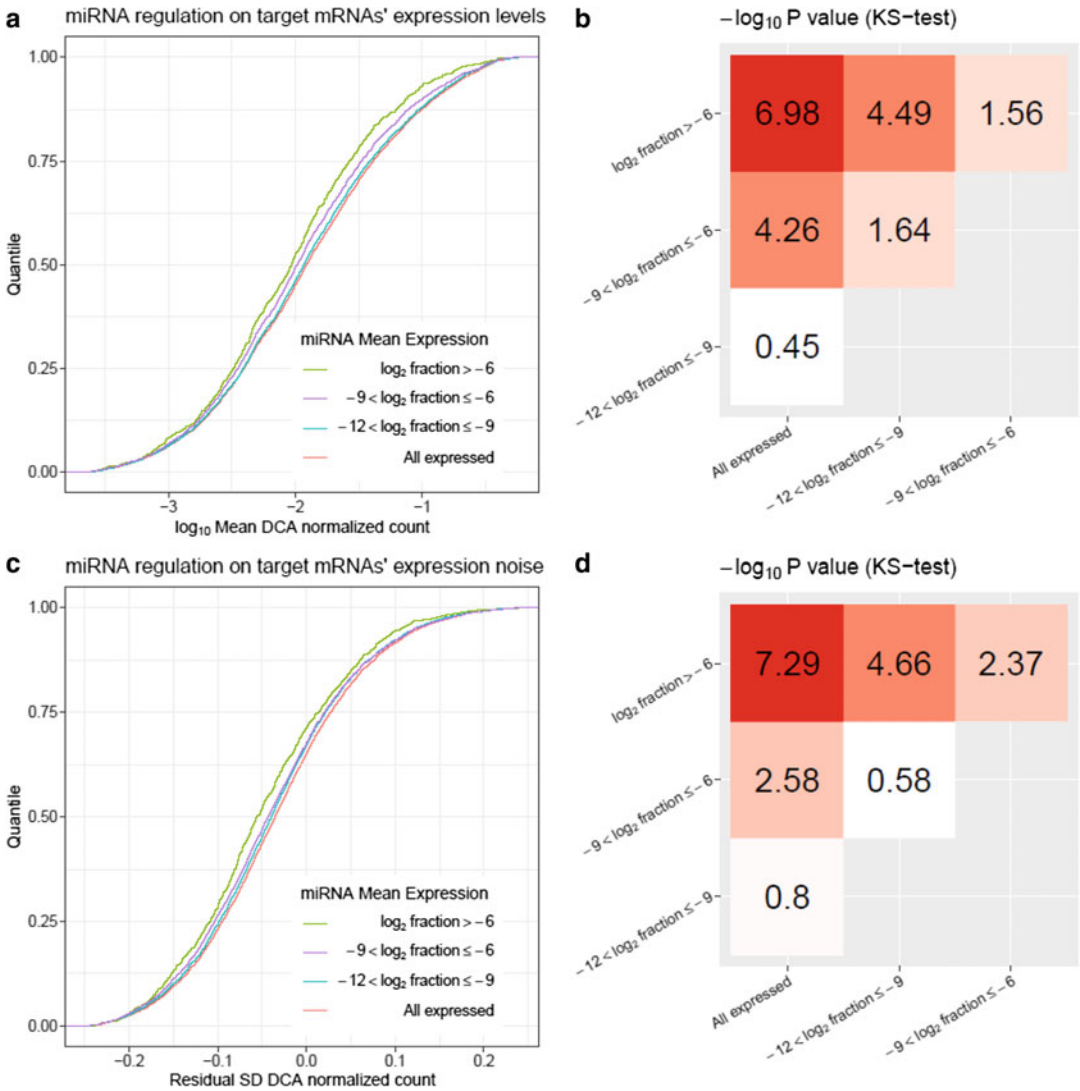 a
miRNA regulation on target mRNAs' expression levels
1.00
0.75
0.50
0.25
0.00
Quantile
miRNA Mean Expression
log₂ fraction > −6
−9 < log₂ fraction ≤ −6
−12 < log₂ fraction ≤ −9
All expressed
−3
−2
−1
log₁₀ Mean DCA normalized count
b
−log₁₀ P value (KS−test)
log₂ fraction > −6
6.98
4.49
1.56
−9 < log₂ fraction ≤ −6
4.26
1.64
−12 < log₂ fraction ≤ −9
0.45
All expressed
−12 < log₂ fraction ≤ −9
−9 < log₂ fraction ≤ −6
c
miRNA regulation on target mRNAs' expression noise
1.00
0.75
0.50
0.25
0.00
Quantile
miRNA Mean Expression
log₂ fraction > −6
−9 < log₂ fraction ≤ −6
−12 < log₂ fraction ≤ −9
All expressed
−0.2
−0.1
0.0
0.1
0.2
Residual SD DCA normalized count
d
−log₁₀ P value (KS−test)
log₂ fraction > −6
7.29
4.66
2.37
−9 < log₂ fraction ≤ −6
2.58
0.58
−12 < log₂ fraction ≤ −9
0.8
All expressed
−12 < log₂ fraction ≤ −9
−9 < log₂ fraction ≤ −6